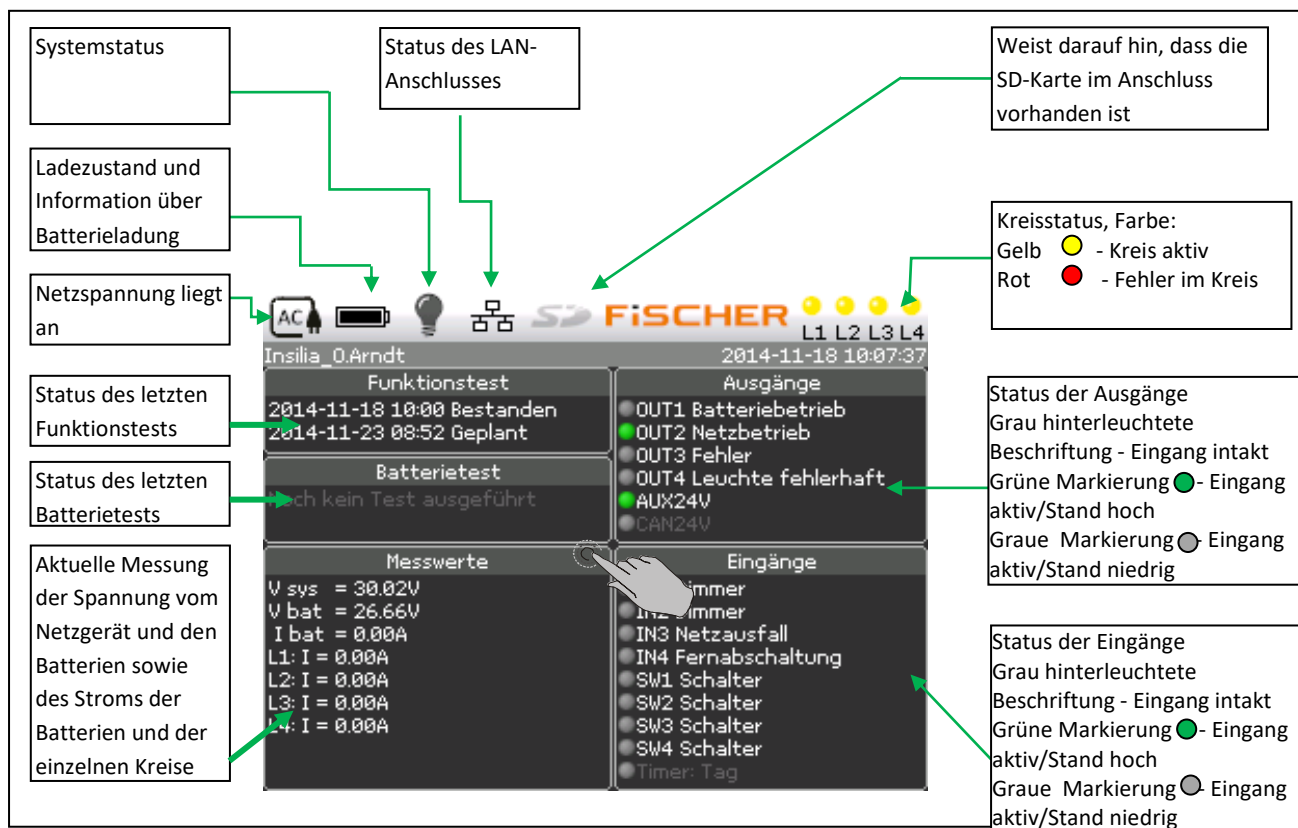 Systemstatus
Status des LAN-
Anschlusses
Weist darauf hin, dass die
SD-Karte im Anschluss
vorhanden ist
Ladezustand und
Information über
Batterieladung
Kreisstatus, Farbe:
Gelb - Kreis aktiv
Rot - Fehler im Kreis
Netzspannung liegt
an
AC
SD
FiSCHER
L1 L2 L3 L4
Insilia_O.Arndt
2014-11-18 10:07:37
Status des letzten
Funktionstests
Funktionstest
2014-11-18 10:00 Bestanden
2014-11-23 08:52 Geplant
Status des letzten
Batterietests
Batterietest
kein Test ausgeführt
Ausgänge
OUT1 Batteriebetrieb
OUT2 Netzbetrieb
OUT3 Fehler
OUT4 Leuchte fehlerhaft
AUX24V
CAN24V
Status der Ausgänge
Grau hinterleuchtete
Beschriftung - Eingang intakt
Grüne Markierung - Eingang
aktiv/Stand hoch
Graue Markierung - Eingang
aktiv/Stand niedrig
Aktuelle Messung
der Spannung vom
Netzgerät und den
Batterien sowie
des Stroms der
Batterien und der
einzelnen Kreise
Messwerte
V sys = 30.02V
V bat = 26.66V
I bat = 0.00A
L1: I = 0.00A
L2: I = 0.00A
L3: I = 0.00A
L4: I = 0.00A
Eingänge
IN2
IN3 Netzausfall
IN4 Fernabschaltung
SW1 Schalter
SW2 Schalter
SW3 Schalter
SW4 Schalter
Timer: Tag
Status der Eingänge
Grau hinterleuchtete
Beschriftung - Eingang intakt
Grüne Markierung - Eingang
aktiv/Stand hoch
Graue Markierung - Eingang
aktiv/Stand niedrig